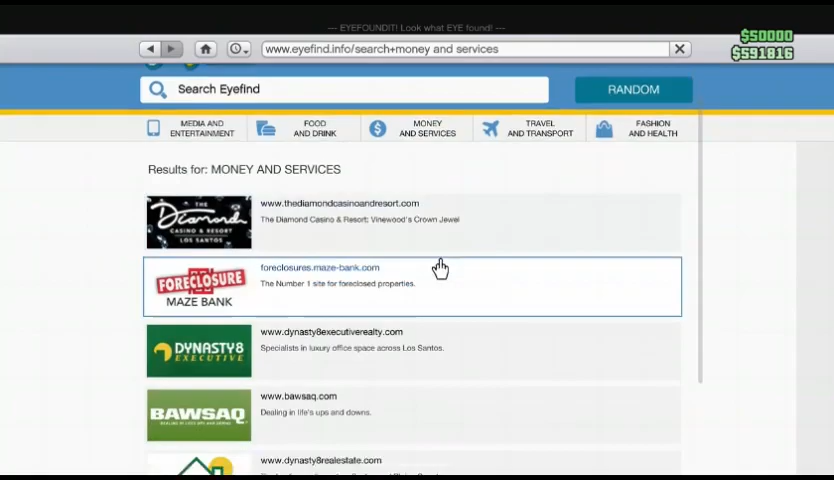 — EYEFOUNDIT! Look what EYE found! —
$50000
$591816
www.eyefind.info/search+money and services
Search Eyefind
RANDOM
MEDIA AND ENTERTAINMENT
FOOD AND DRINK
MONEY AND SERVICES
TRAVEL AND TRANSPORT
FASHION AND HEALTH
Results for: MONEY AND SERVICES
THE
Diamond
CASINO & RESORT
LOS SANTOS
www.thediamondcasinoandresort.com
The Diamond Casino & Resort: Vinewood's Crown Jewel
FORECLOSURE
MAZE BANK
foreclosures.maze-bank.com
The Number 1 site for foreclosed properties.
DYNASTY8
EXECUTIVE
www.dynasty8executiverealty.com
Specialists in luxury office space across Los Santos.
BAWSAQ
www.bawsaq.com
Dealing in life's ups and downs.
www.dynasty8realestate.com